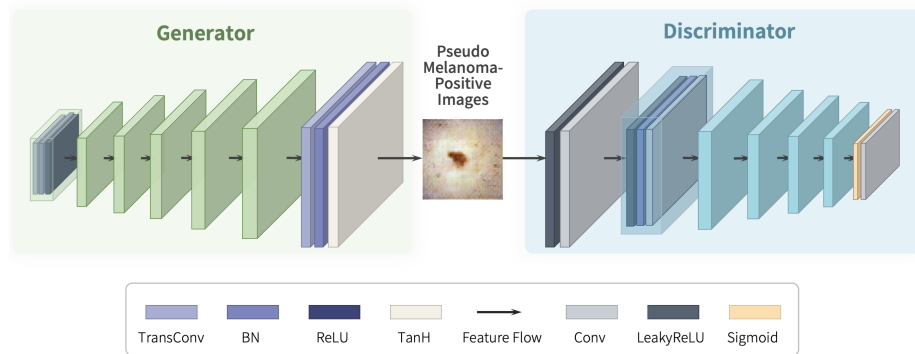 Generator
Discriminator
Pseudo
Melanoma-
Positive
Images
TransConv
BN
ReLU
TanH
Feature Flow
Conv
LeakyReLU
Sigmoid